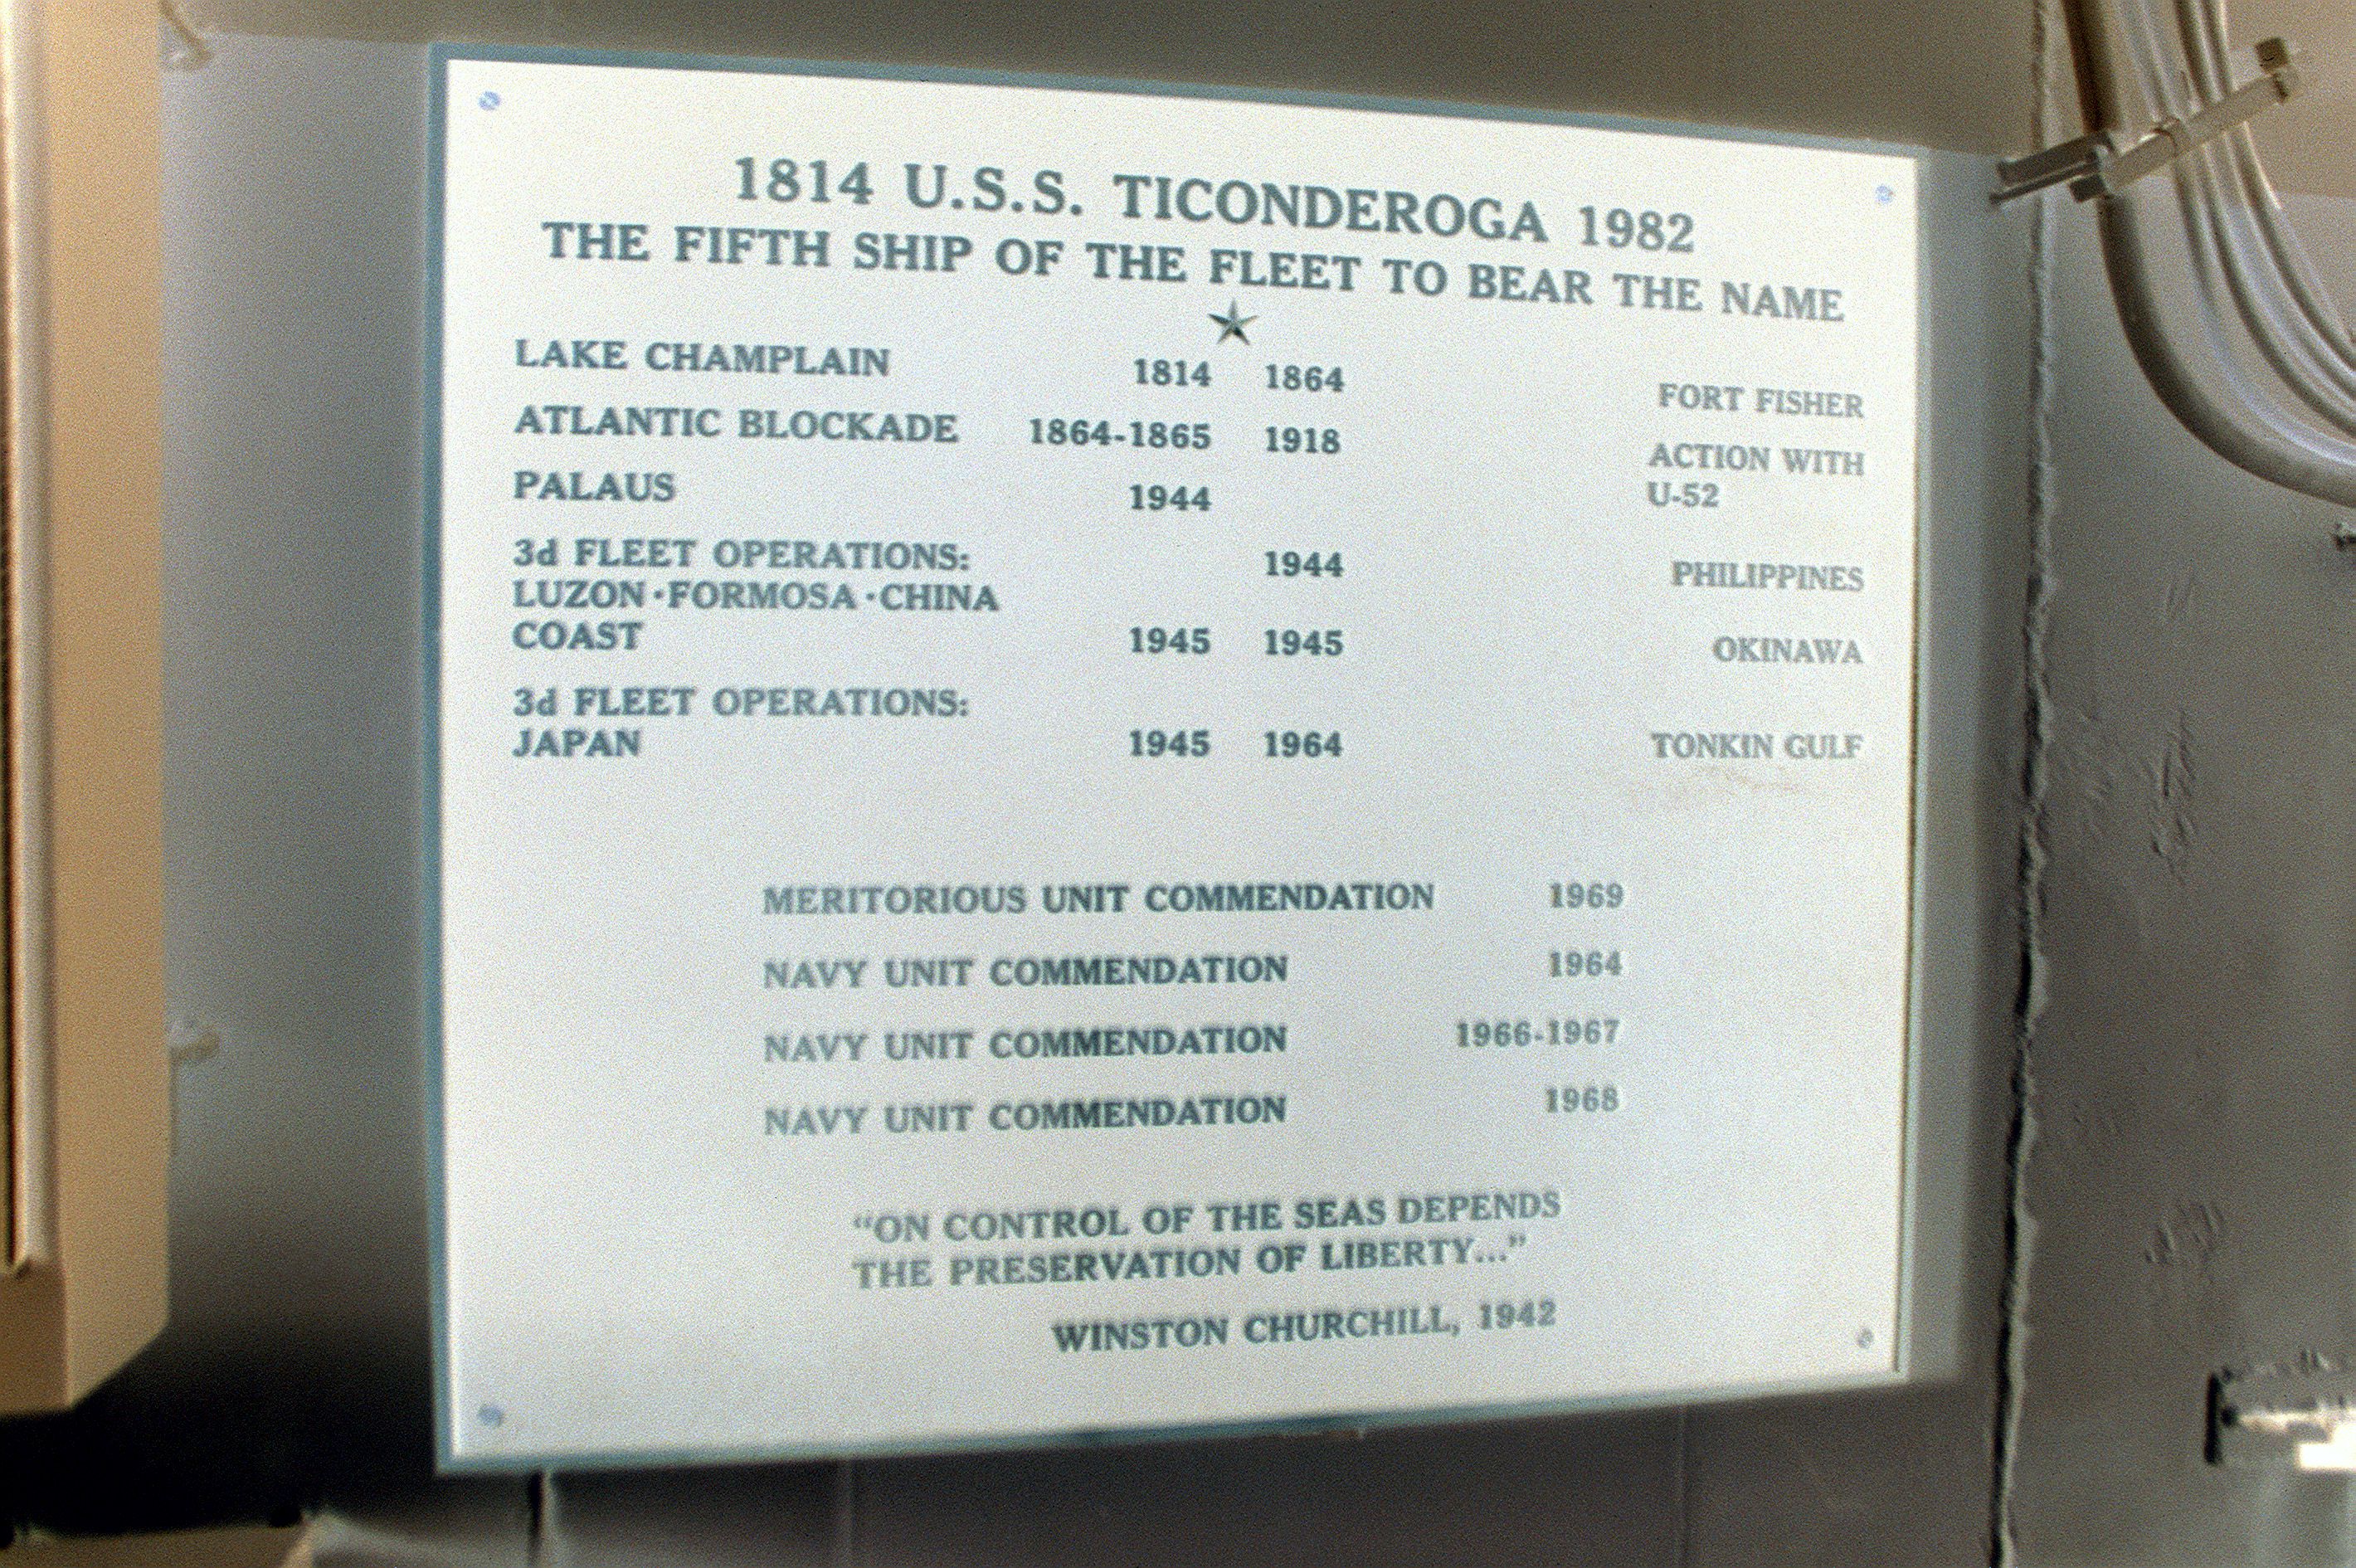 1814 U.S.S. TICONDEROGA 1982
THE FIFTH SHIP OF THE FLEET TO BEAR THE NAME
LAKE CHAMPLAIN 1814 1864 FORT FISHER
ATLANTIC BLOCKADE 1864-1865 1918 ACTION WITH
U-52
PALAUS 1944
3d FLEET OPERATIONS: 1944 PHILIPPINES
LUZON·FORMOSA·CHINA
COAST 1945 1945 OKINAWA
3d FLEET OPERATIONS:
JAPAN 1945 1964 TONKIN GULF
MERITORIOUS UNIT COMMENDATION 1969
NAVY UNIT COMMENDATION 1964
NAVY UNIT COMMENDATION 1966-1967
NAVY UNIT COMMENDATION 1968
“ON CONTROL OF THE SEAS DEPENDS
THE PRESERVATION OF LIBERTY...”
WINSTON CHURCHILL, 1942